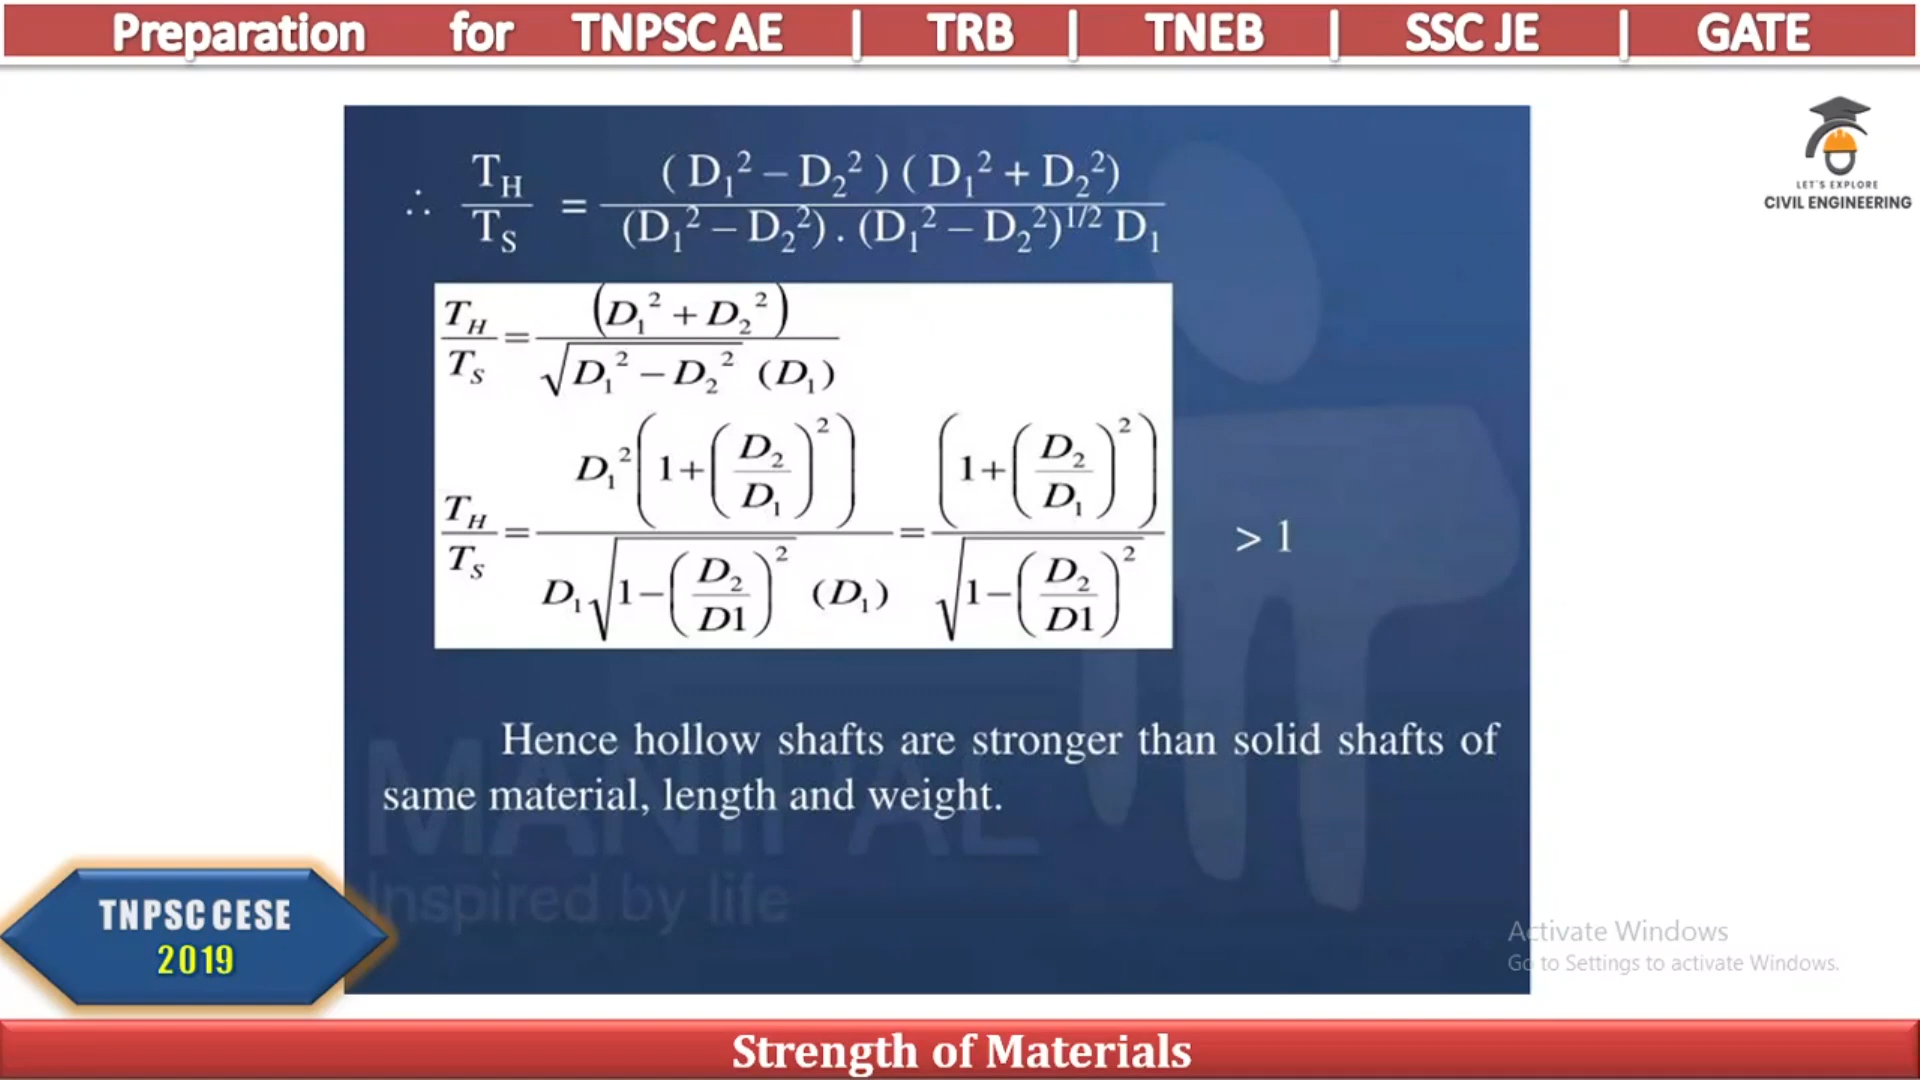 Preparation for TNPSC AE | TRB | TNEB | SSC JE | GATE
LET'S EXPLORE
CIVIL ENGINEERING
∴ T_H / T_S = (D₁² – D₂²)(D₁² + D₂²) / (D₁² – D₂²) . (D₁² – D₂²)^1/2 D₁
T_H / T_S = (D₁² + D₂²) / √(D₁² − D₂²) (D₁)
T_H / T_S = D₁²(1+(D₂/D₁)²) / D₁√(1−(D₂/D1)²) (D₁) = (1+(D₂/D₁)²) / √(1−(D₂/D1)²) > 1
Hence hollow shafts are stronger than solid shafts of
same material, length and weight.
MANIPAL
Inspired by life
TNPSC CESE
2019
Activate Windows
Go to Settings to activate Windows.
Strength of Materials